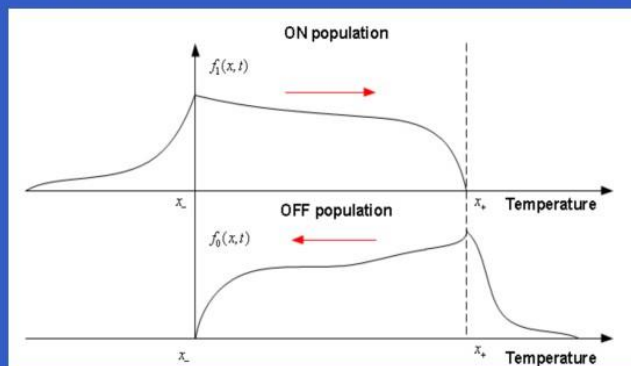 ON population
f₁(x,t)
x₋ x₊ Temperature
OFF population
f₀(x,t)
x₋ x₊ Temperature